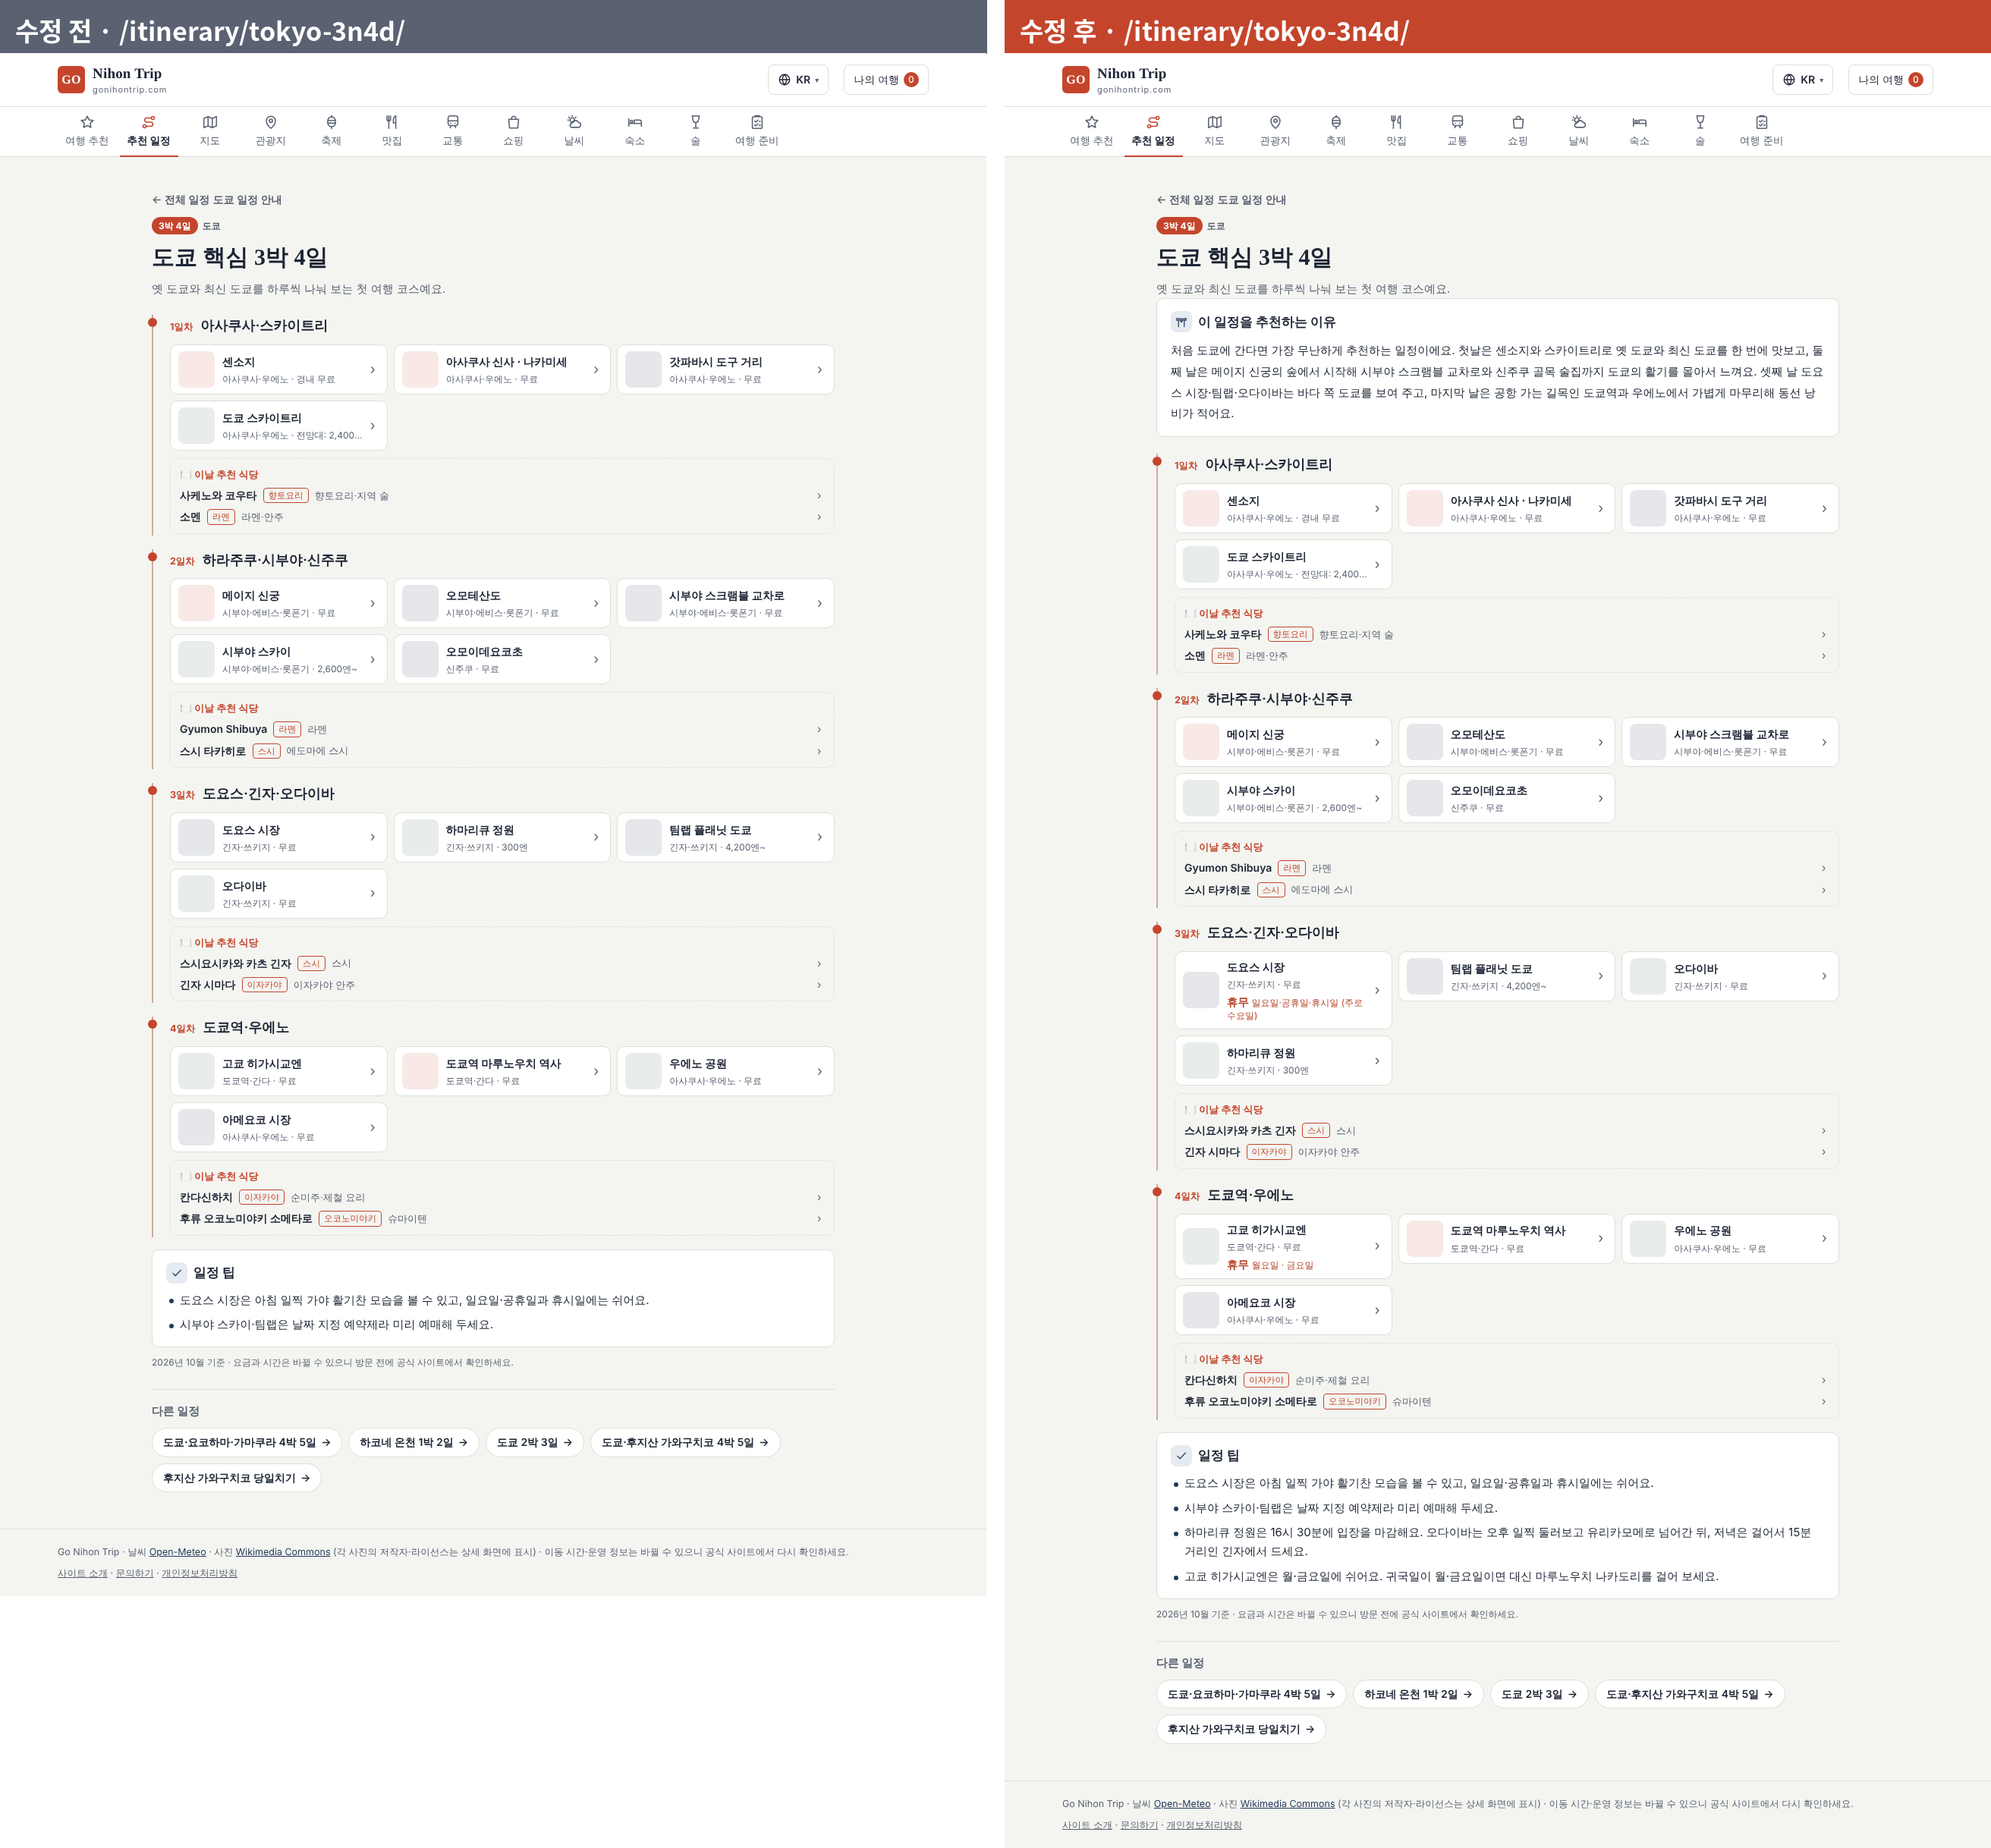 수정 전 · /itinerary/tokyo-3n4d/
GO Nihon Trip
gonihontrip.com
KR ▾
나의 여행 0
여행 추천 추천 일정 지도 관광지 축제 맛집 교통 쇼핑 날씨 숙소 술 여행 준비
← 전체 일정 도쿄 일정 안내
3박 4일 도쿄
도쿄 핵심 3박 4일
옛 도쿄와 최신 도쿄를 하루씩 나눠 보는 첫 여행 코스예요.
1일차 아사쿠사·스카이트리
센소지 › 아사쿠사 신사 · 나카미세 › 갓파바시 도구 거리 ›
아사쿠사·우에노 · 경내 무료 아사쿠사·우에노 · 무료 아사쿠사·우에노 · 무료
도쿄 스카이트리 ›
아사쿠사·우에노 · 전망대: 2,400...
이날 추천 식당
사케노와 코우타 향토요리 향토요리·지역 술 ›
소멘 라멘 라멘·안주 ›
2일차 하라주쿠·시부야·신주쿠
메이지 신궁 › 오모테산도 › 시부야 스크램블 교차로 ›
시부야·에비스·롯폰기 · 무료 시부야·에비스·롯폰기 · 무료 시부야·에비스·롯폰기 · 무료
시부야 스카이 › 오모이데요코초 ›
시부야·에비스·롯폰기 · 2,600엔~ 신주쿠 · 무료
이날 추천 식당
Gyumon Shibuya 라멘 라멘 ›
스시 타카히로 스시 에도마에 스시 ›
3일차 도요스·긴자·오다이바
도요스 시장 › 하마리큐 정원 › 팀랩 플래닛 도쿄 ›
긴자·쓰키지 · 무료 긴자·쓰키지 · 300엔 긴자·쓰키지 · 4,200엔~
오다이바 ›
긴자·쓰키지 · 무료
이날 추천 식당
스시요시카와 카츠 긴자 스시 스시 ›
긴자 시마다 이자카야 이자카야 안주 ›
4일차 도쿄역·우에노
고쿄 히가시교엔 › 도쿄역 마루노우치 역사 › 우에노 공원 ›
도쿄역·간다 · 무료 도쿄역·간다 · 무료 아사쿠사·우에노 · 무료
아메요코 시장 ›
아사쿠사·우에노 · 무료
이날 추천 식당
칸다신하치 이자카야 순미주·제철 요리 ›
후류 오코노미야키 소메타로 오코노미야키 슈마이텐 ›
일정 팁
• 도요스 시장은 아침 일찍 가야 활기찬 모습을 볼 수 있고, 일요일·공휴일과 휴시일에는 쉬어요.
• 시부야 스카이·팀랩은 날짜 지정 예약제라 미리 예매해 두세요.
2026년 10월 기준 · 요금과 시간은 바뀔 수 있으니 방문 전에 공식 사이트에서 확인하세요.
다른 일정
도쿄·요코하마·가마쿠라 4박 5일 → 하코네 온천 1박 2일 → 도쿄 2박 3일 → 도쿄·후지산 가와구치코 4박 5일 →
후지산 가와구치코 당일치기 →
Go Nihon Trip · 날씨 Open-Meteo · 사진 Wikimedia Commons (각 사진의 저작자·라이선스는 상세 화면에 표시) · 이동 시간·운영 정보는 바뀔 수 있으니 공식 사이트에서 다시 확인하세요.
사이트 소개 · 문의하기 · 개인정보처리방침
수정 후 · /itinerary/tokyo-3n4d/
GO Nihon Trip
gonihontrip.com
KR ▾
나의 여행 0
여행 추천 추천 일정 지도 관광지 축제 맛집 교통 쇼핑 날씨 숙소 술 여행 준비
← 전체 일정 도쿄 일정 안내
3박 4일 도쿄
도쿄 핵심 3박 4일
옛 도쿄와 최신 도쿄를 하루씩 나눠 보는 첫 여행 코스예요.
이 일정을 추천하는 이유
처음 도쿄에 간다면 가장 무난하게 추천하는 일정이에요. 첫날은 센소지와 스카이트리로 옛 도쿄와 최신 도쿄를 한 번에 맛보고, 둘
째 날은 메이지 신궁의 숲에서 시작해 시부야 스크램블 교차로와 신주쿠 골목 술집까지 도쿄의 활기를 몰아서 느껴요. 셋째 날 도요
스 시장·팀랩·오다이바는 바다 쪽 도쿄를 보여 주고, 마지막 날은 공항 가는 길목인 도쿄역과 우에노에서 가볍게 마무리해 동선 낭
비가 적어요.
1일차 아사쿠사·스카이트리
센소지 › 아사쿠사 신사 · 나카미세 › 갓파바시 도구 거리 ›
아사쿠사·우에노 · 경내 무료 아사쿠사·우에노 · 무료 아사쿠사·우에노 · 무료
도쿄 스카이트리 ›
아사쿠사·우에노 · 전망대: 2,400...
이날 추천 식당
사케노와 코우타 향토요리 향토요리·지역 술 ›
소멘 라멘 라멘·안주 ›
2일차 하라주쿠·시부야·신주쿠
메이지 신궁 › 오모테산도 › 시부야 스크램블 교차로 ›
시부야·에비스·롯폰기 · 무료 시부야·에비스·롯폰기 · 무료 시부야·에비스·롯폰기 · 무료
시부야 스카이 › 오모이데요코초 ›
시부야·에비스·롯폰기 · 2,600엔~ 신주쿠 · 무료
이날 추천 식당
Gyumon Shibuya 라멘 라멘 ›
스시 타카히로 스시 에도마에 스시 ›
3일차 도요스·긴자·오다이바
도요스 시장 › 팀랩 플래닛 도쿄 › 오다이바 ›
긴자·쓰키지 · 무료 긴자·쓰키지 · 4,200엔~ 긴자·쓰키지 · 무료
휴무 일요일·공휴일·휴시일 (주로
수요일)
하마리큐 정원 ›
긴자·쓰키지 · 300엔
이날 추천 식당
스시요시카와 카츠 긴자 스시 스시 ›
긴자 시마다 이자카야 이자카야 안주 ›
4일차 도쿄역·우에노
고쿄 히가시교엔 › 도쿄역 마루노우치 역사 › 우에노 공원 ›
도쿄역·간다 · 무료 도쿄역·간다 · 무료 아사쿠사·우에노 · 무료
휴무 월요일 · 금요일
아메요코 시장 ›
아사쿠사·우에노 · 무료
이날 추천 식당
칸다신하치 이자카야 순미주·제철 요리 ›
후류 오코노미야키 소메타로 오코노미야키 슈마이텐 ›
일정 팁
• 도요스 시장은 아침 일찍 가야 활기찬 모습을 볼 수 있고, 일요일·공휴일과 휴시일에는 쉬어요.
• 시부야 스카이·팀랩은 날짜 지정 예약제라 미리 예매해 두세요.
• 하마리큐 정원은 16시 30분에 입장을 마감해요. 오다이바는 오후 일찍 둘러보고 유리카모메로 넘어간 뒤, 저녁은 걸어서 15분
거리인 긴자에서 드세요.
• 고쿄 히가시교엔은 월·금요일에 쉬어요. 귀국일이 월·금요일이면 대신 마루노우치 나카도리를 걸어 보세요.
2026년 10월 기준 · 요금과 시간은 바뀔 수 있으니 방문 전에 공식 사이트에서 확인하세요.
다른 일정
도쿄·요코하마·가마쿠라 4박 5일 → 하코네 온천 1박 2일 → 도쿄 2박 3일 → 도쿄·후지산 가와구치코 4박 5일 →
후지산 가와구치코 당일치기 →
Go Nihon Trip · 날씨 Open-Meteo · 사진 Wikimedia Commons (각 사진의 저작자·라이선스는 상세 화면에 표시) · 이동 시간·운영 정보는 바뀔 수 있으니 공식 사이트에서 다시 확인하세요.
사이트 소개 · 문의하기 · 개인정보처리방침